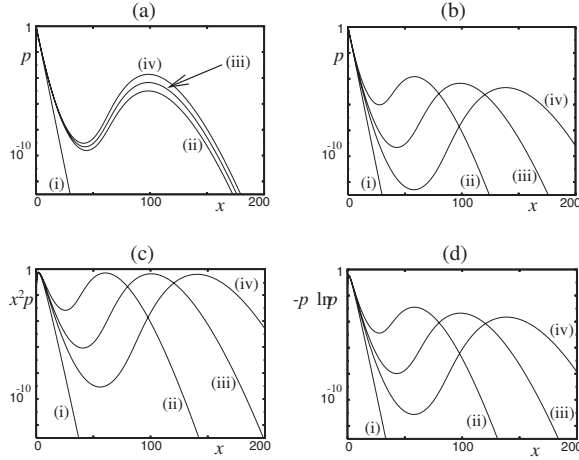 (a)
1
p
(iv)
(iii)
(ii)
10^-10
(i)
0
100
x
200
(b)
1
p
(iv)
10^-10
(i)
(ii)
(iii)
0
100
x
200
(c)
1
x²p
(iv)
10^-10
(i)
(ii)
(iii)
0
100
x
200
(d)
1
-p lnp
(iv)
10^-10
(i)
(ii)
(iii)
0
100
x
200